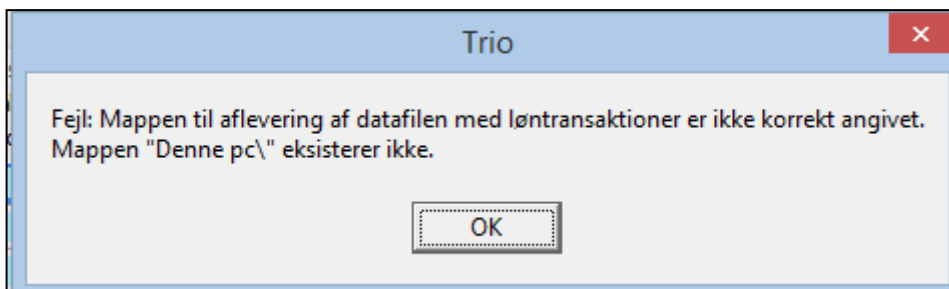 Trio
Fejl: Mappen til aflevering af datafilen med løntransaktioner er ikke korrekt angivet.
Mappen "Denne pc\" eksisterer ikke.
OK